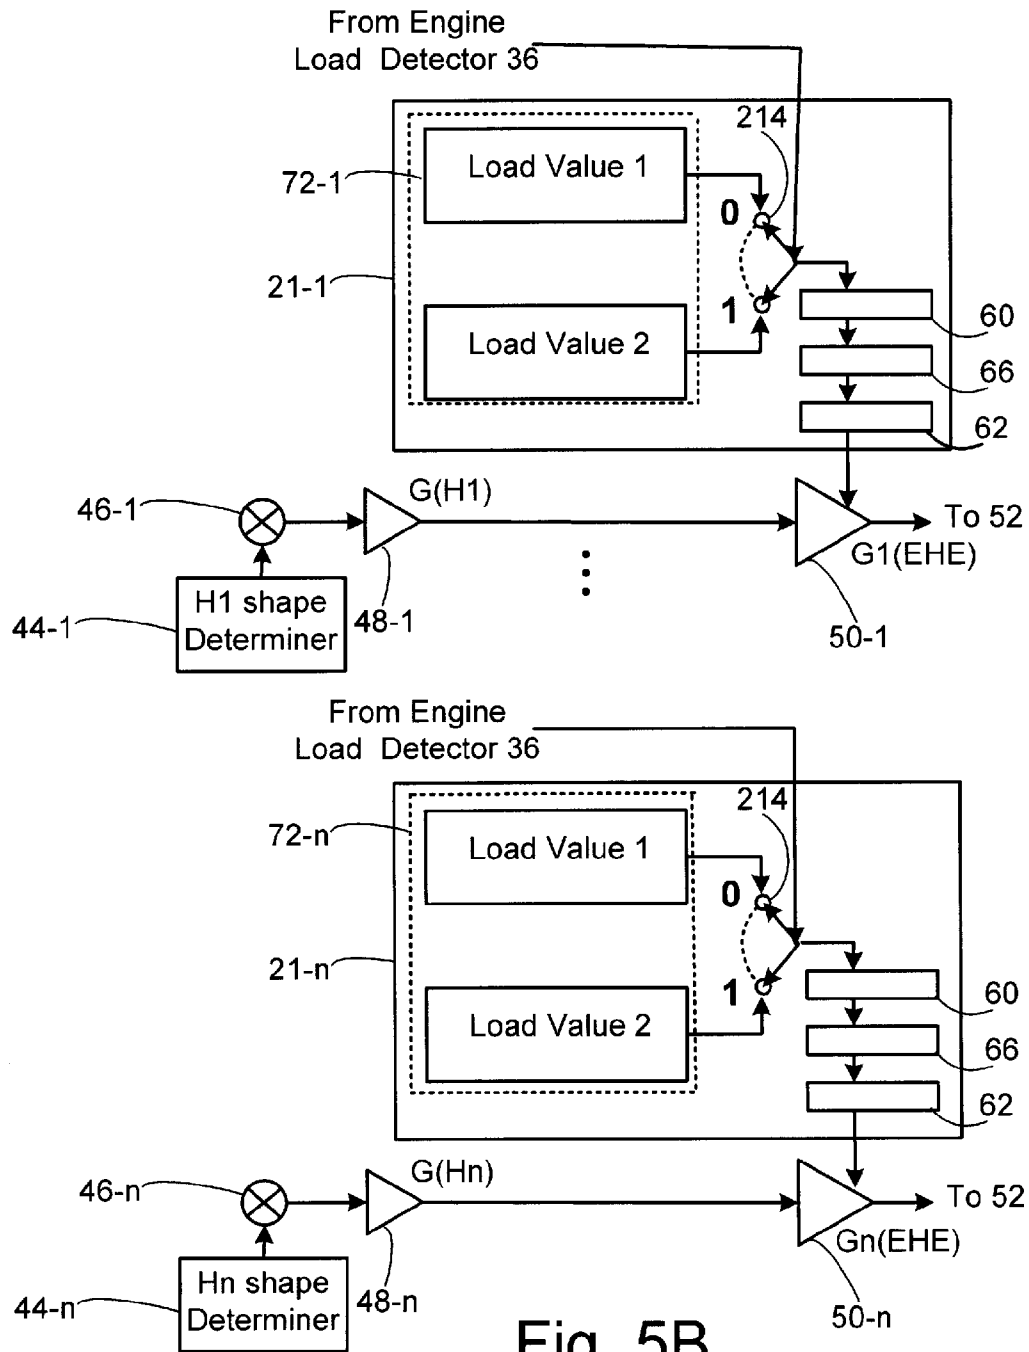 From Engine
Load Detector 36
214
Load Value 1
72-1
0
21-1
1
60
Load Value 2
66
62
G(H1)
46-1
To 52
G1(EHE)
H1 shape
Determiner
44-1
48-1
50-1
From Engine
Load Detector 36
214
Load Value 1
72-n
0
21-n
1
60
Load Value 2
66
62
G(Hn)
46-n
To 52
Gn(EHE)
Hn shape
Determiner
44-n
48-n
50-n
Fig. 5B